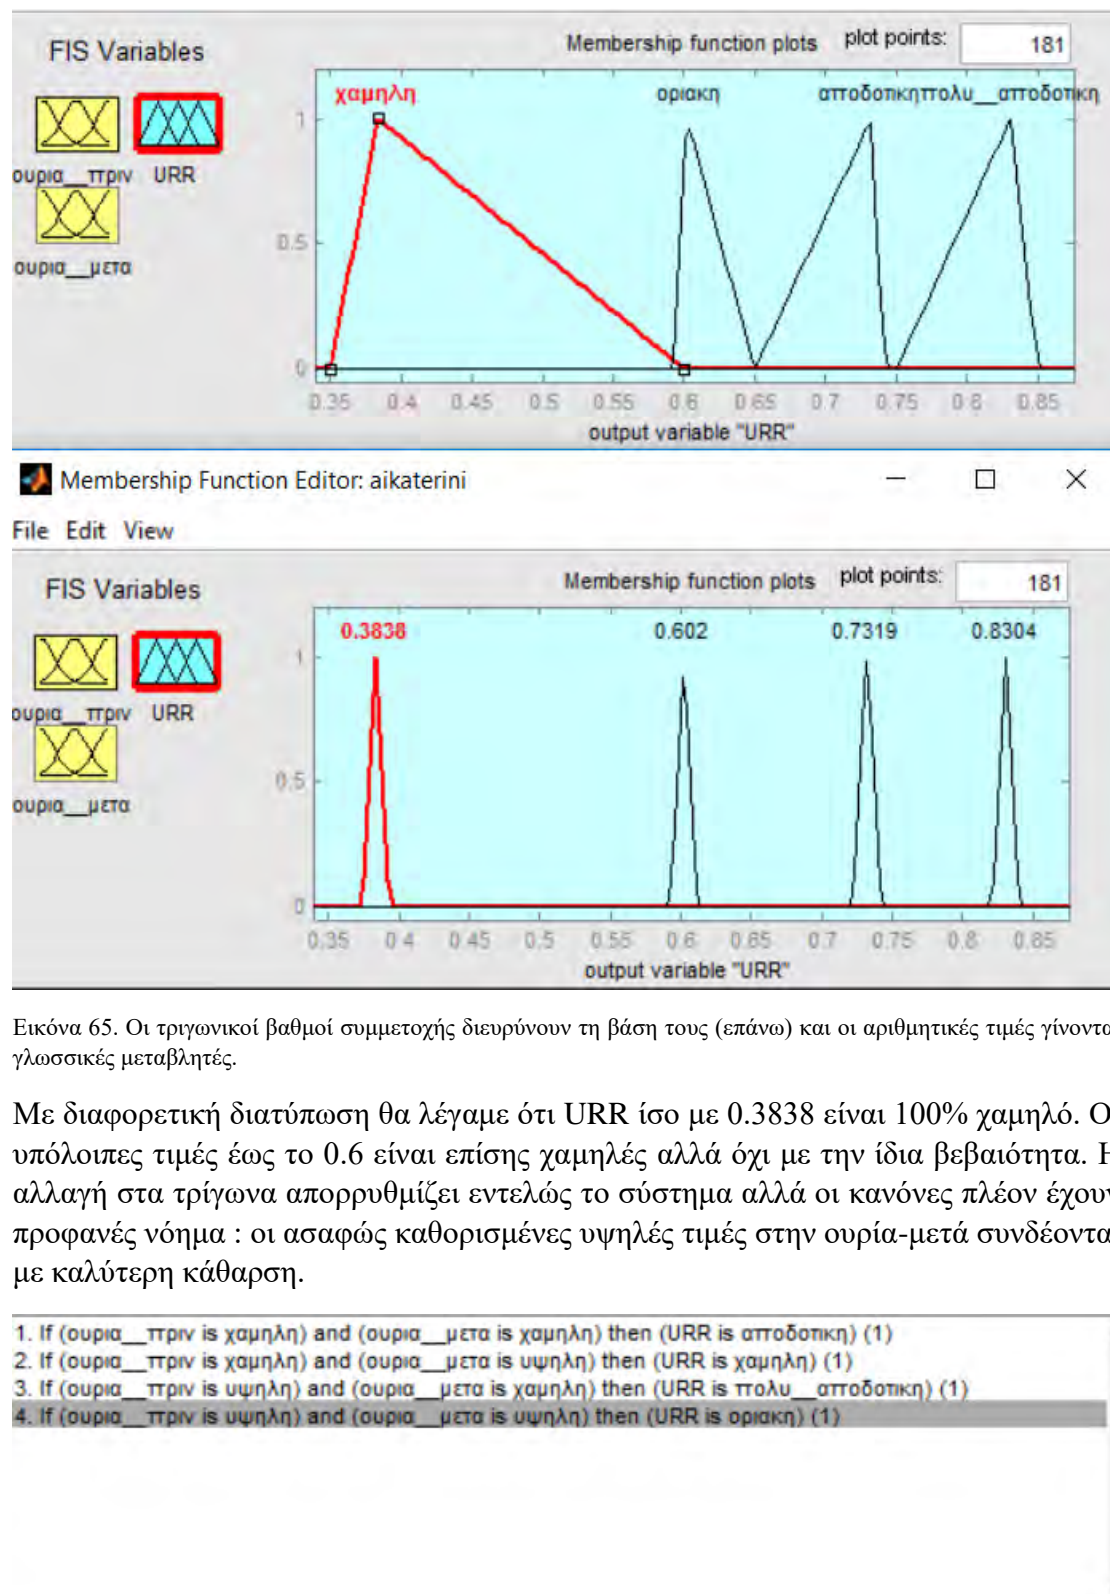 FIS Variables
Membership function plots plot points: 181
χαμηλη οριακη αποδοτικηπολυ__αποδοτικη
ουρια__πριν URR
ουρια__μετα
1
0.5
0
0.35 0.4 0.45 0.5 0.55 0.6 0.65 0.7 0.75 0.8 0.85
output variable "URR"
Membership Function Editor: aikaterini
File Edit View
FIS Variables
Membership function plots plot points: 181
0.3838 0.602 0.7319 0.8304
ουρια__πριν URR
ουρια__μετα
1
0.5
0
0.35 0.4 0.45 0.5 0.55 0.6 0.65 0.7 0.75 0.8 0.85
output variable "URR"
Εικόνα 65. Οι τριγωνικοί βαθμοί συμμετοχής διευρύνουν τη βάση τους (επάνω) και οι αριθμητικές τιμές γίνοντα
γλωσσικές μεταβλητές.
Με διαφορετική διατύπωση θα λέγαμε ότι URR ίσο με 0.3838 είναι 100% χαμηλό. Ο
υπόλοιπες τιμές έως το 0.6 είναι επίσης χαμηλές αλλά όχι με την ίδια βεβαιότητα. Η
αλλαγή στα τρίγωνα απορρυθμίζει εντελώς το σύστημα αλλά οι κανόνες πλέον έχουν
προφανές νόημα : οι ασαφώς καθορισμένες υψηλές τιμές στην ουρία-μετά συνδέοντα
με καλύτερη κάθαρση.
1. If (ουρια__πριν is χαμηλη) and (ουρια__μετα is χαμηλη) then (URR is αποδοτικη) (1)
2. If (ουρια__πριν is χαμηλη) and (ουρια__μετα is υψηλη) then (URR is χαμηλη) (1)
3. If (ουρια__πριν is υψηλη) and (ουρια__μετα is χαμηλη) then (URR is πολυ__αποδοτικη) (1)
4. If (ουρια__πριν is υψηλη) and (ουρια__μετα is υψηλη) then (URR is οριακη) (1)